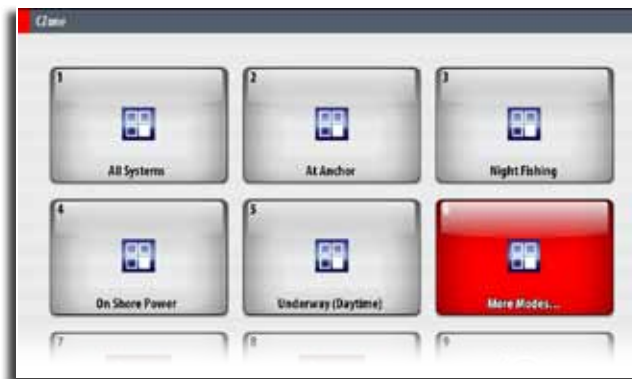 CZone
1
2
3
All Systems
At Anchor
Night Fishing
4
5
6
On Shore Power
Underway (Daytime)
More Modes...
7
8
9